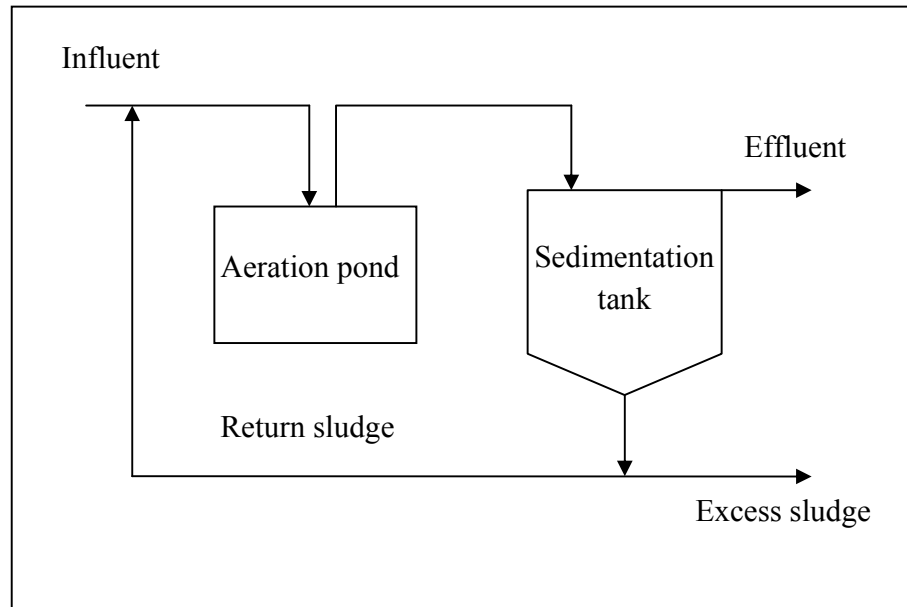 Influent
Effluent
Aeration pond
Sedimentation
tank
Return sludge
Excess sludge